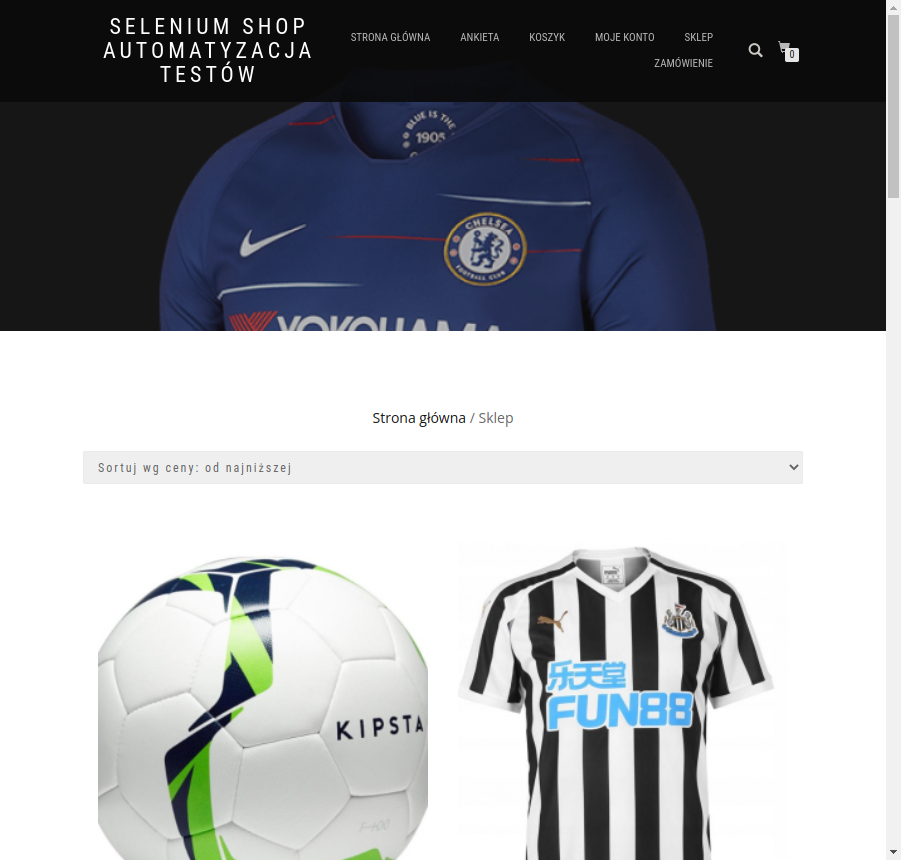 SELENIUM SHOP
AUTOMATYZACJA
TESTÓW
STRONA GŁÓWNA ANKIETA KOSZYK MOJE KONTO SKLEP
ZAMÓWIENIE
0
BLUE IS THE
1905
CHELSEA
FOOTBALL CLUB
YOKOHAMA
Strona główna / Sklep
Sortuj wg ceny: od najniższej
KIPSTA
F100
乐天堂
FUN88